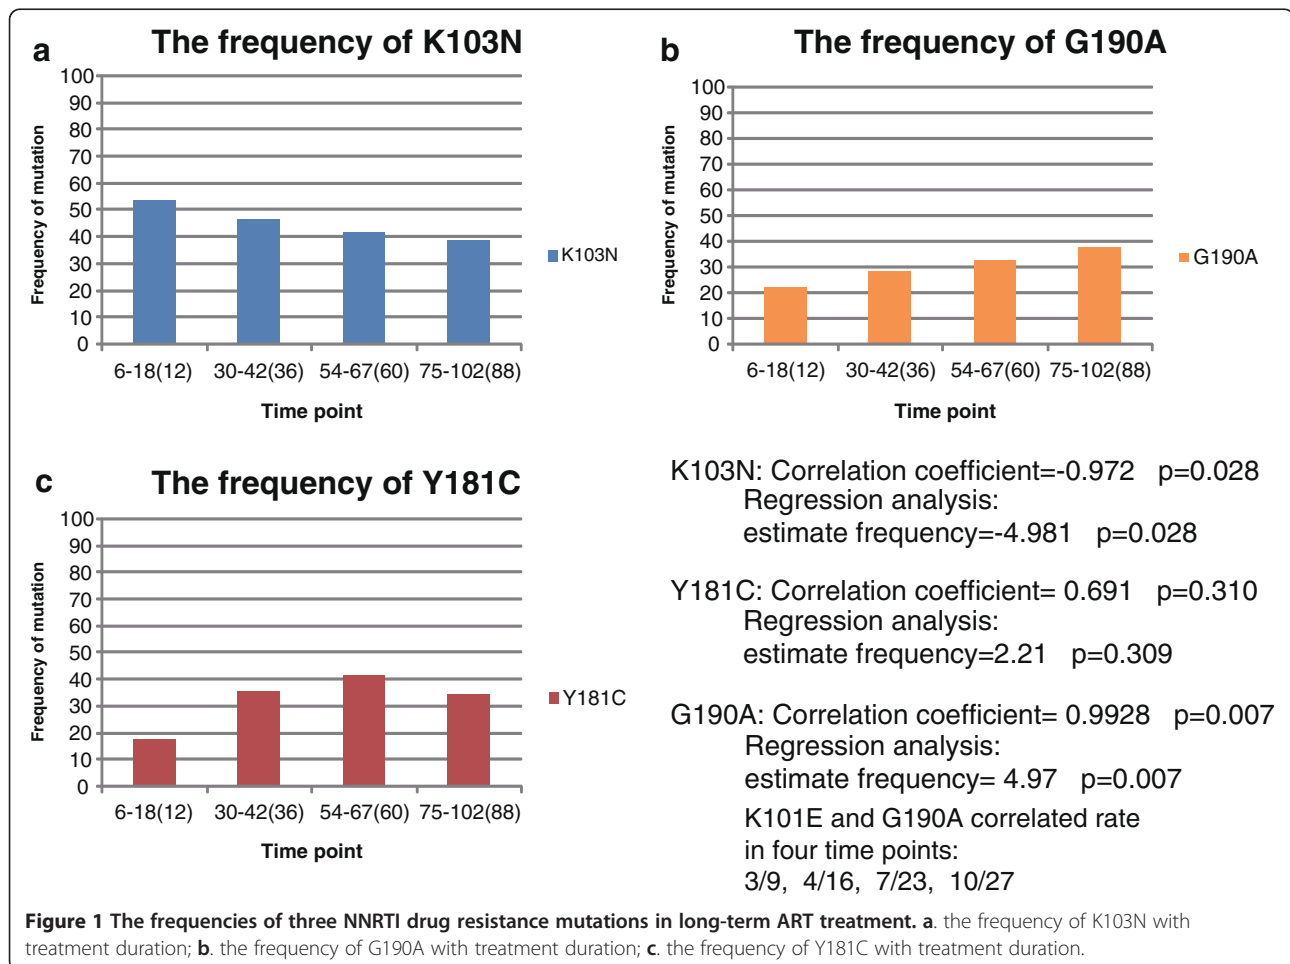 a
The frequency of K103N
100
90
80
70
60
50
40
30
20
10
0
Frequency of mutation
6-18(12) 30-42(36) 54-67(60) 75-102(88)
Time point
K103N
b
The frequency of G190A
100
90
80
70
60
50
40
30
20
10
0
Frequency of mutation
6-18(12) 30-42(36) 54-67(60) 75-102(88)
Time point
G190A
c
The frequency of Y181C
100
90
80
70
60
50
40
30
20
10
0
Frequency of mutation
6-18(12) 30-42(36) 54-67(60) 75-102(88)
Time point
Y181C
K103N: Correlation coefficient=-0.972 p=0.028
Regression analysis:
estimate frequency=-4.981 p=0.028
Y181C: Correlation coefficient= 0.691 p=0.310
Regression analysis:
estimate frequency=2.21 p=0.309
G190A: Correlation coefficient= 0.9928 p=0.007
Regression analysis:
estimate frequency= 4.97 p=0.007
K101E and G190A correlated rate
in four time points:
3/9, 4/16, 7/23, 10/27
Figure 1 The frequencies of three NNRTI drug resistance mutations in long-term ART treatment. a. the frequency of K103N with
treatment duration; b. the frequency of G190A with treatment duration; c. the frequency of Y181C with treatment duration.